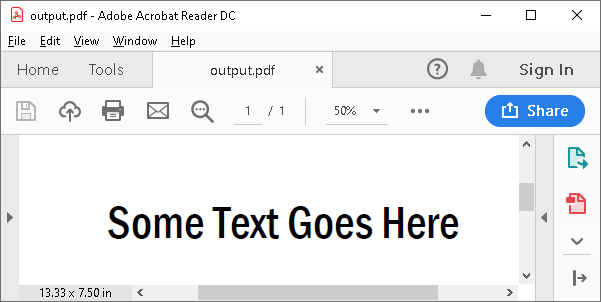 output.pdf - Adobe Acrobat Reader DC
File Edit View Window Help
Home Tools output.pdf × ? Sign In
1 / 1 50% Share
Some Text Goes Here
13.33 x 7.50 in